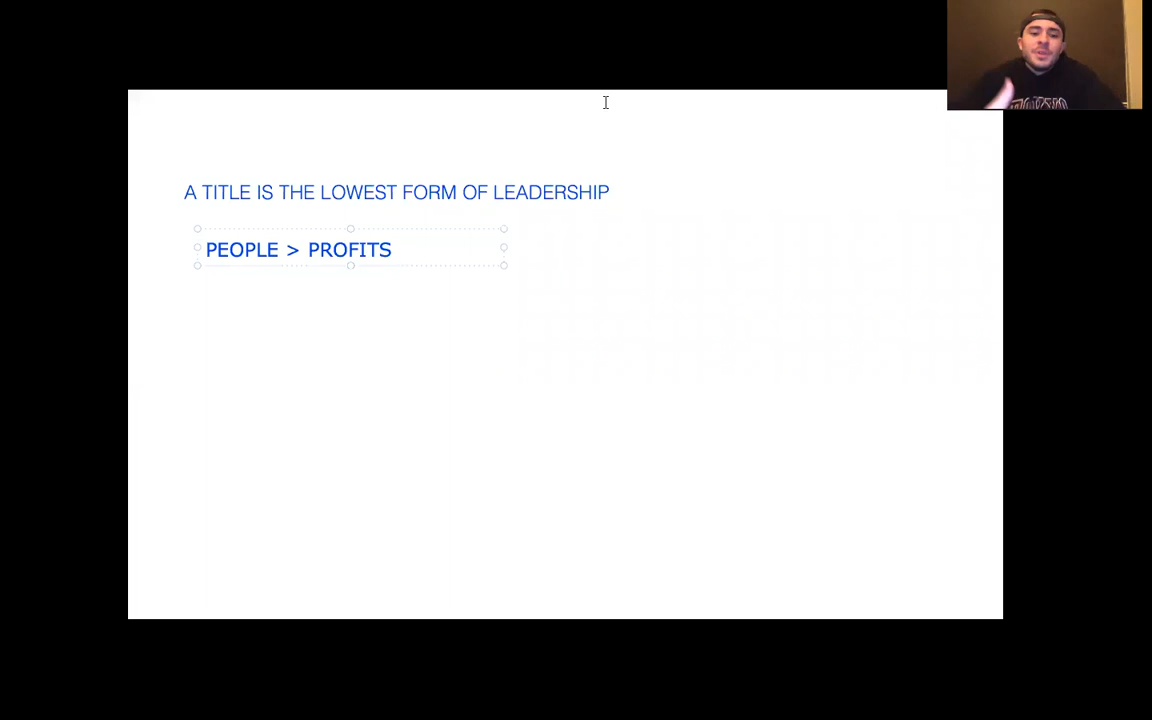 A TITLE IS THE LOWEST FORM OF LEADERSHIP
PEOPLE > PROFITS